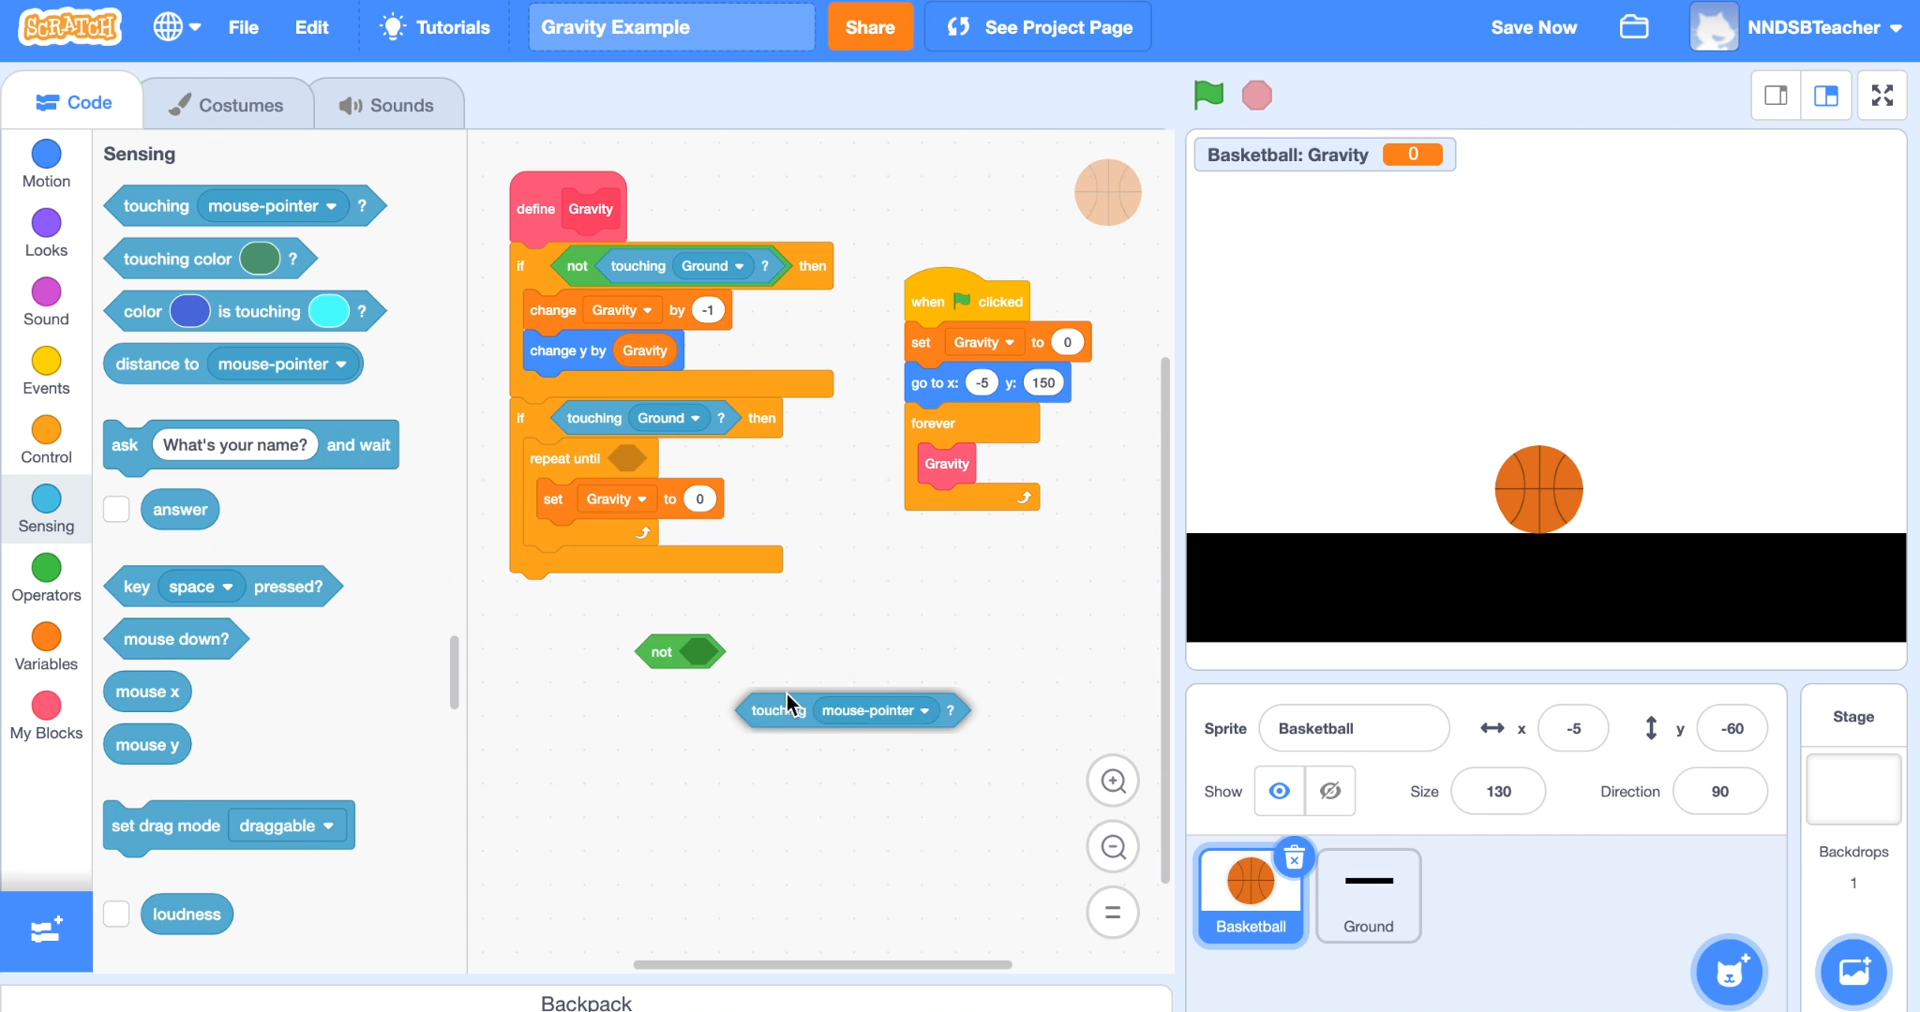 SCRATCH File Edit Tutorials Gravity Example Share See Project Page Save Now NNDSBTeacher
Code Costumes Sounds
Motion
Looks
Sound
Events
Control
Sensing
Operators
Variables
My Blocks
Sensing
touching mouse-pointer ?
touching color ?
color is touching ?
distance to mouse-pointer
ask What's your name? and wait
answer
key space pressed?
mouse down?
mouse x
mouse y
set drag mode draggable
loudness
define Gravity
if not touching Ground ? then
change Gravity by -1
change y by Gravity
if touching Ground ? then
repeat until
set Gravity to 0
when clicked
set Gravity to 0
go to x: -5 y: 150
forever
Gravity
not
touching mouse-pointer ?
Backpack
Basketball: Gravity 0
Sprite Basketball x -5 y -60
Show Size 130 Direction 90
Basketball
Ground
Stage
Backdrops
1